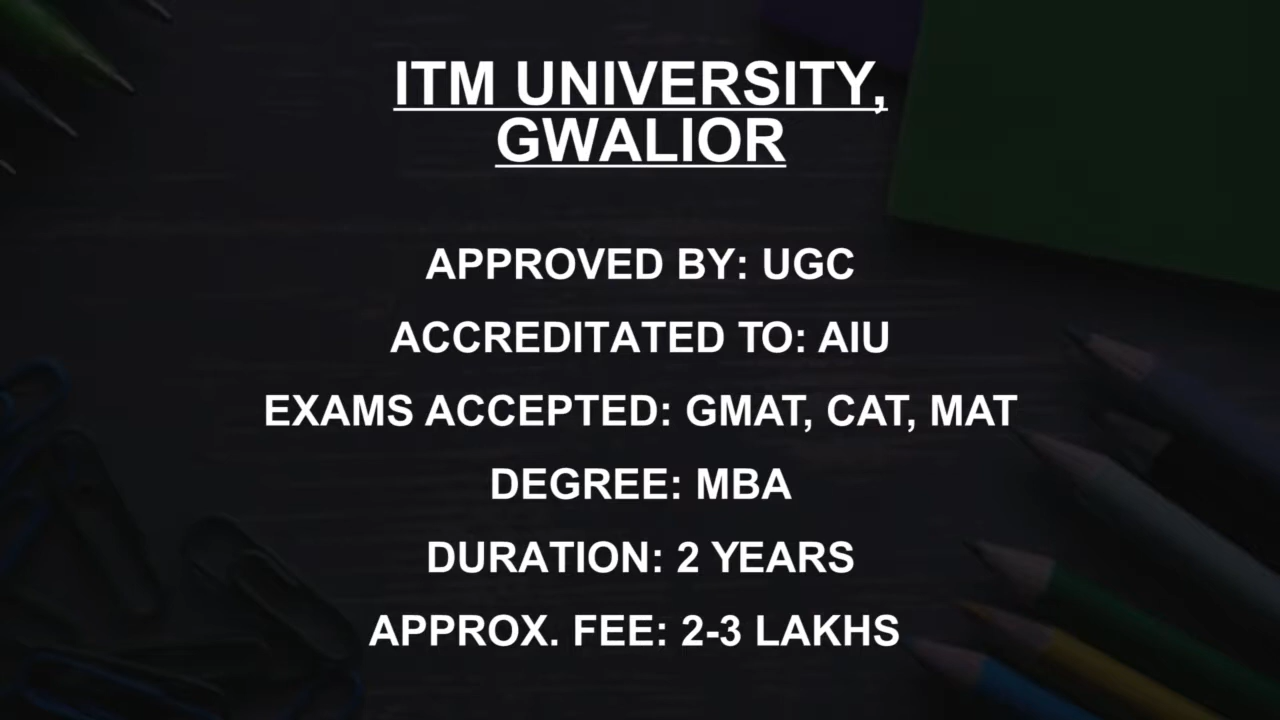 ITM UNIVERSITY,
GWALIOR
APPROVED BY: UGC
ACCREDITATED TO: AIU
EXAMS ACCEPTED: GMAT, CAT, MAT
DEGREE: MBA
DURATION: 2 YEARS
APPROX. FEE: 2-3 LAKHS